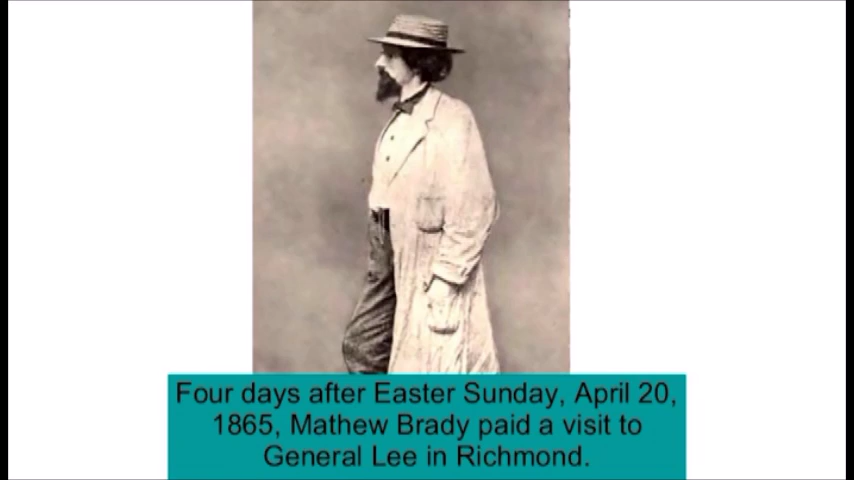 Four days after Easter Sunday, April 20,
1865, Mathew Brady paid a visit to
General Lee in Richmond.